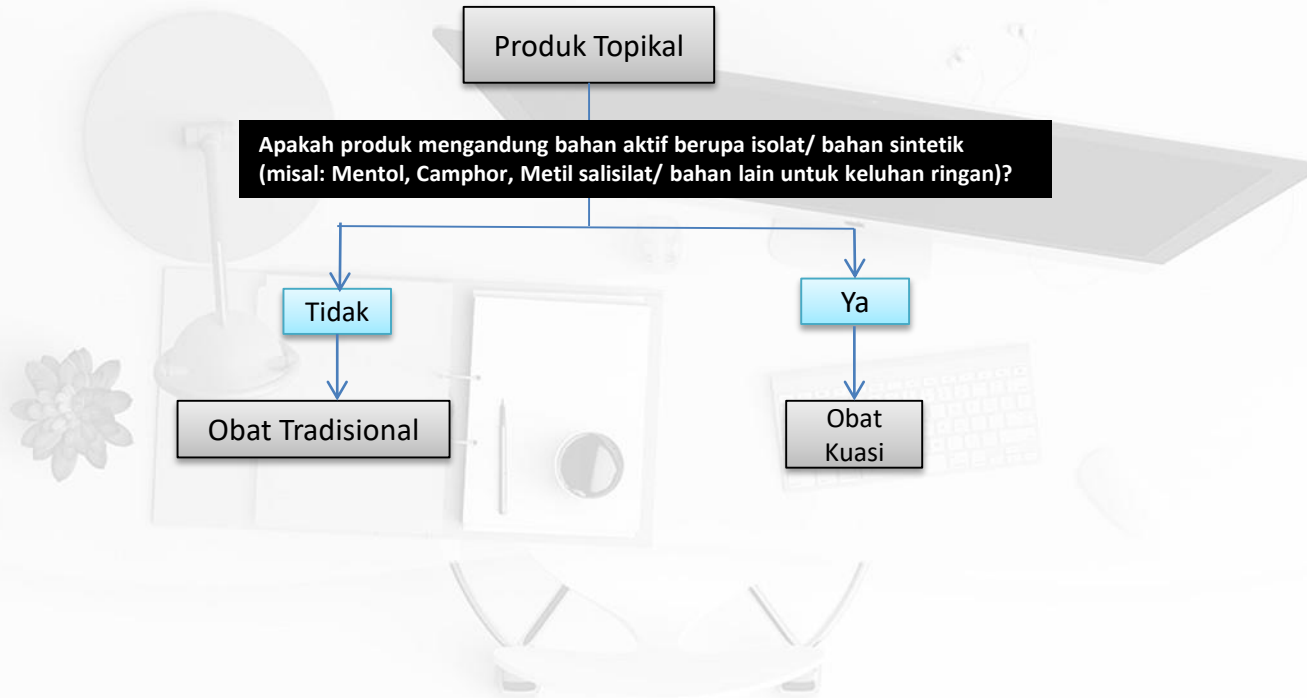 Produk Topikal
Apakah produk mengandung bahan aktif berupa isolat/ bahan sintetik
(misal: Mentol, Camphor, Metil salisilat/ bahan lain untuk keluhan ringan)?
Tidak
Ya
Obat Tradisional
Obat
Kuasi